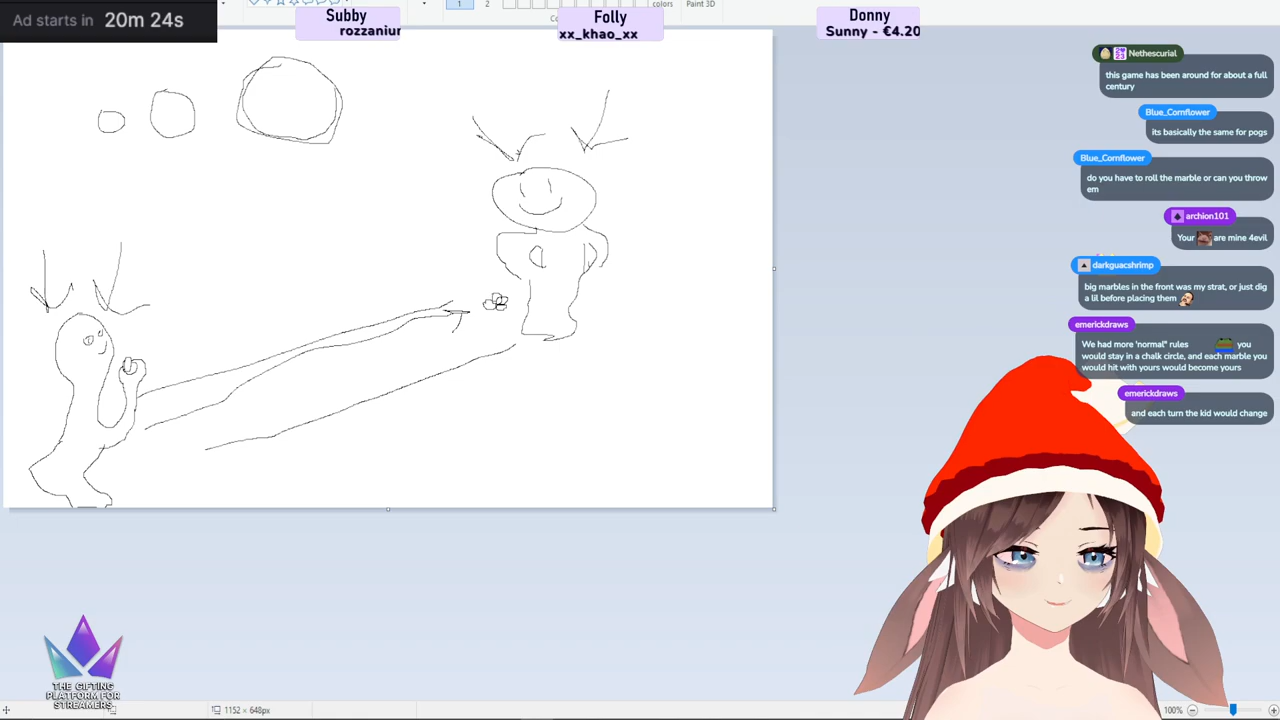 Ad starts in 20m 24s
Subby
rozzaniur
Folly
xx_khao_xx
Donny
Sunny - €4.20
1
2
colors
Paint 3D
Nethescurial
this game has been around for about a full
century
Blue_Cornflower
its basically the same for pogs
Blue_Cornflower
do you have to roll the marble or can you throw
em
archion101
Your are mine 4evil
darkguacshrimp
big marbles in the front was my strat, or just dig
a lil before placing them
emerickdraws
We had more 'normal" rules you
would stay in a chalk circle, and each marble you
would hit with yours would become yours
emerickdraws
and each turn the kid would change
THE GIFTING
PLATFORM FOR
STREAMERS
1152 × 648px
100%